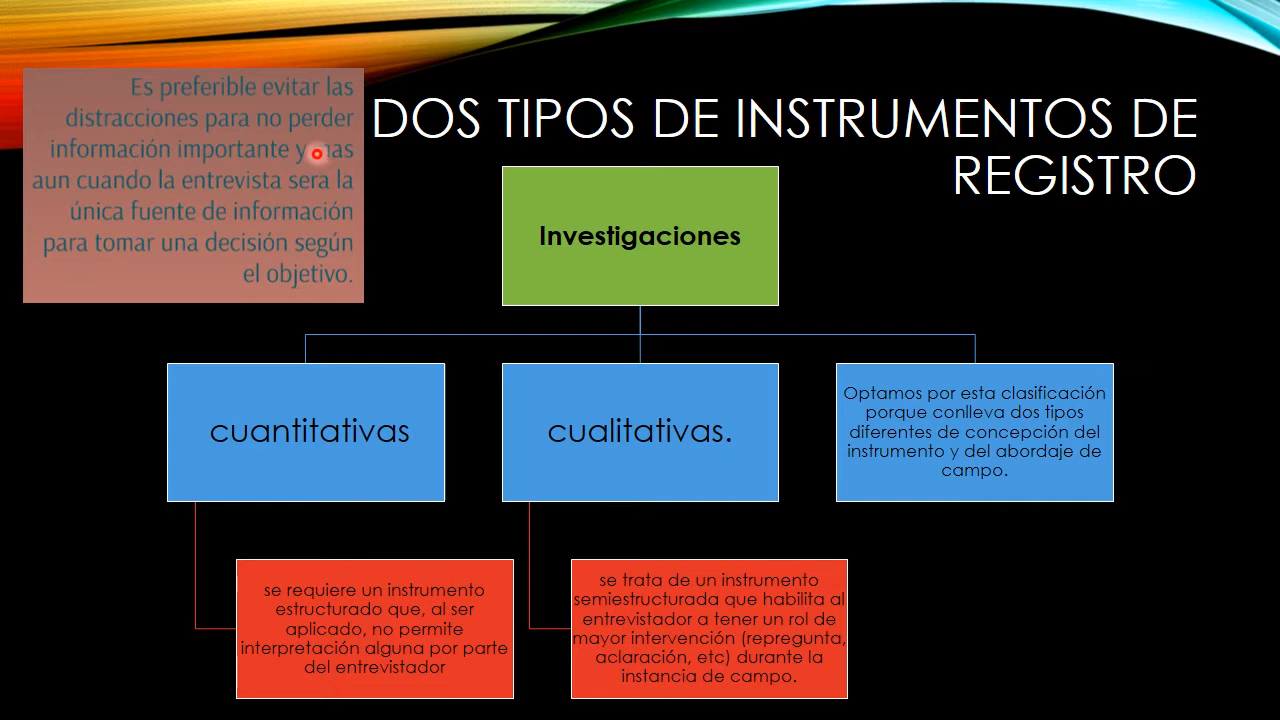 Es preferible evitar las
distracciones para no perder
información importante y mas
aun cuando la entrevista sera la
única fuente de información
para tomar una decisión según
el objetivo.
DOS TIPOS DE INSTRUMENTOS DE
REGISTRO
Investigaciones
cuantitativas
cualitativas.
Optamos por esta clasificación
porque conlleva dos tipos
diferentes de concepción del
instrumento y del abordaje de
campo.
se requiere un instrumento
estructurado que, al ser
aplicado, no permite
interpretación alguna por parte
del entrevistador
se trata de un instrumento
semiestructurada que habilita al
entrevistador a tener un rol de
mayor intervención (repregunta,
aclaración, etc) durante la
instancia de campo.